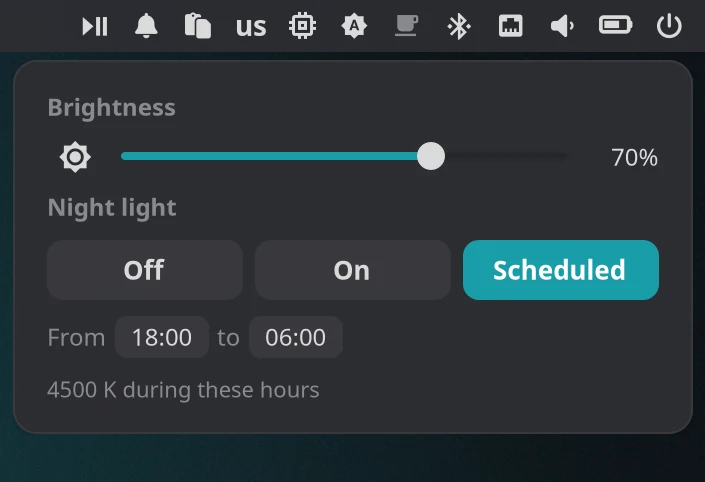 us A
Brightness
70%
Night light
Off On Scheduled
From 18:00 to 06:00
4500 K during these hours